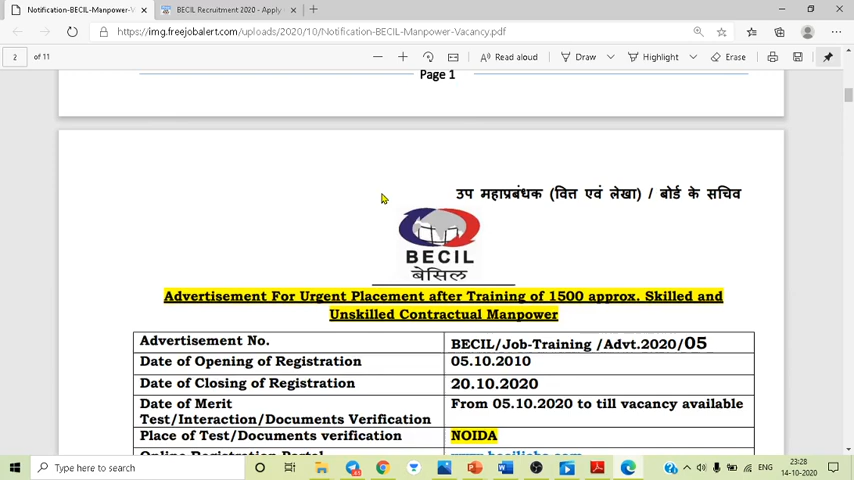 Notification-BECIL-Manpower-V
BECIL Recruitment 2020 - Apply
https://img.freejobalert.com/uploads/2020/10/Notification-BECIL-Manpower-Vacancy.pdf
2 of 11
Read aloud
Draw
Highlight
Erase
Page 1
उप महाप्रबंधक (वित्त एवं लेखा) / बोर्ड के सचिव
BECIL
बेसिल
Advertisement For Urgent Placement after Training of 1500 approx. Skilled and
Unskilled Contractual Manpower
Advertisement No. BECIL/Job-Training /Advt.2020/05
Date of Opening of Registration 05.10.2010
Date of Closing of Registration 20.10.2020
Date of Merit From 05.10.2020 to till vacancy available
Test/Interaction/Documents Verification
Place of Test/Documents verification NOIDA
Type here to search
ENG
23:28
14-10-2020